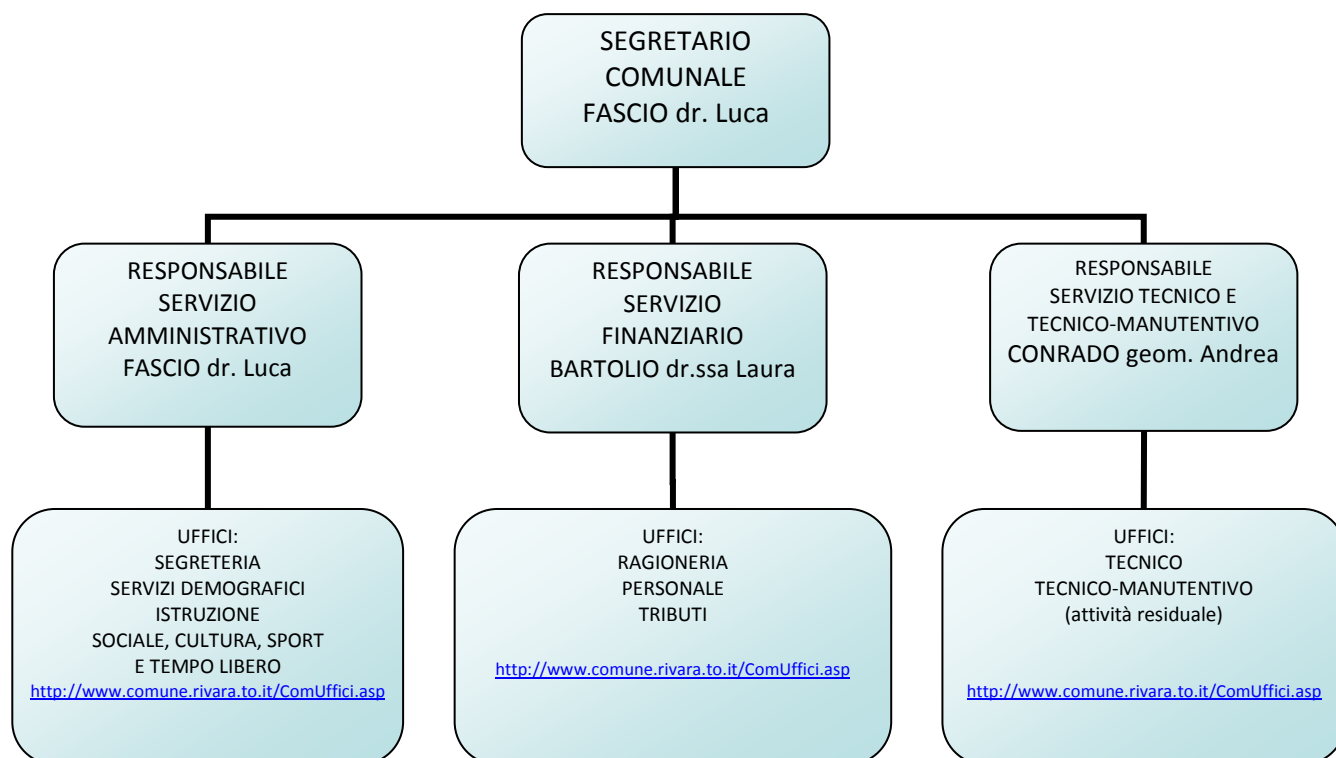 SEGRETARIO
COMUNALE
FASCIO dr. Luca
RESPONSABILE
SERVIZIO
AMMINISTRATIVO
FASCIO dr. Luca
RESPONSABILE
SERVIZIO
FINANZIARIO
BARTOLIO dr.ssa Laura
RESPONSABILE
SERVIZIO TECNICO E
TECNICO-MANUTENTIVO
CONRADO geom. Andrea
UFFICI:
SEGRETERIA
SERVIZI DEMOGRAFICI
ISTRUZIONE
SOCIALE, CULTURA, SPORT
E TEMPO LIBERO
http://www.comune.rivara.to.it/ComUffici.asp
UFFICI:
RAGIONERIA
PERSONALE
TRIBUTI
http://www.comune.rivara.to.it/ComUffici.asp
UFFICI:
TECNICO
TECNICO-MANUTENTIVO
(attività residuale)
http://www.comune.rivara.to.it/ComUffici.asp